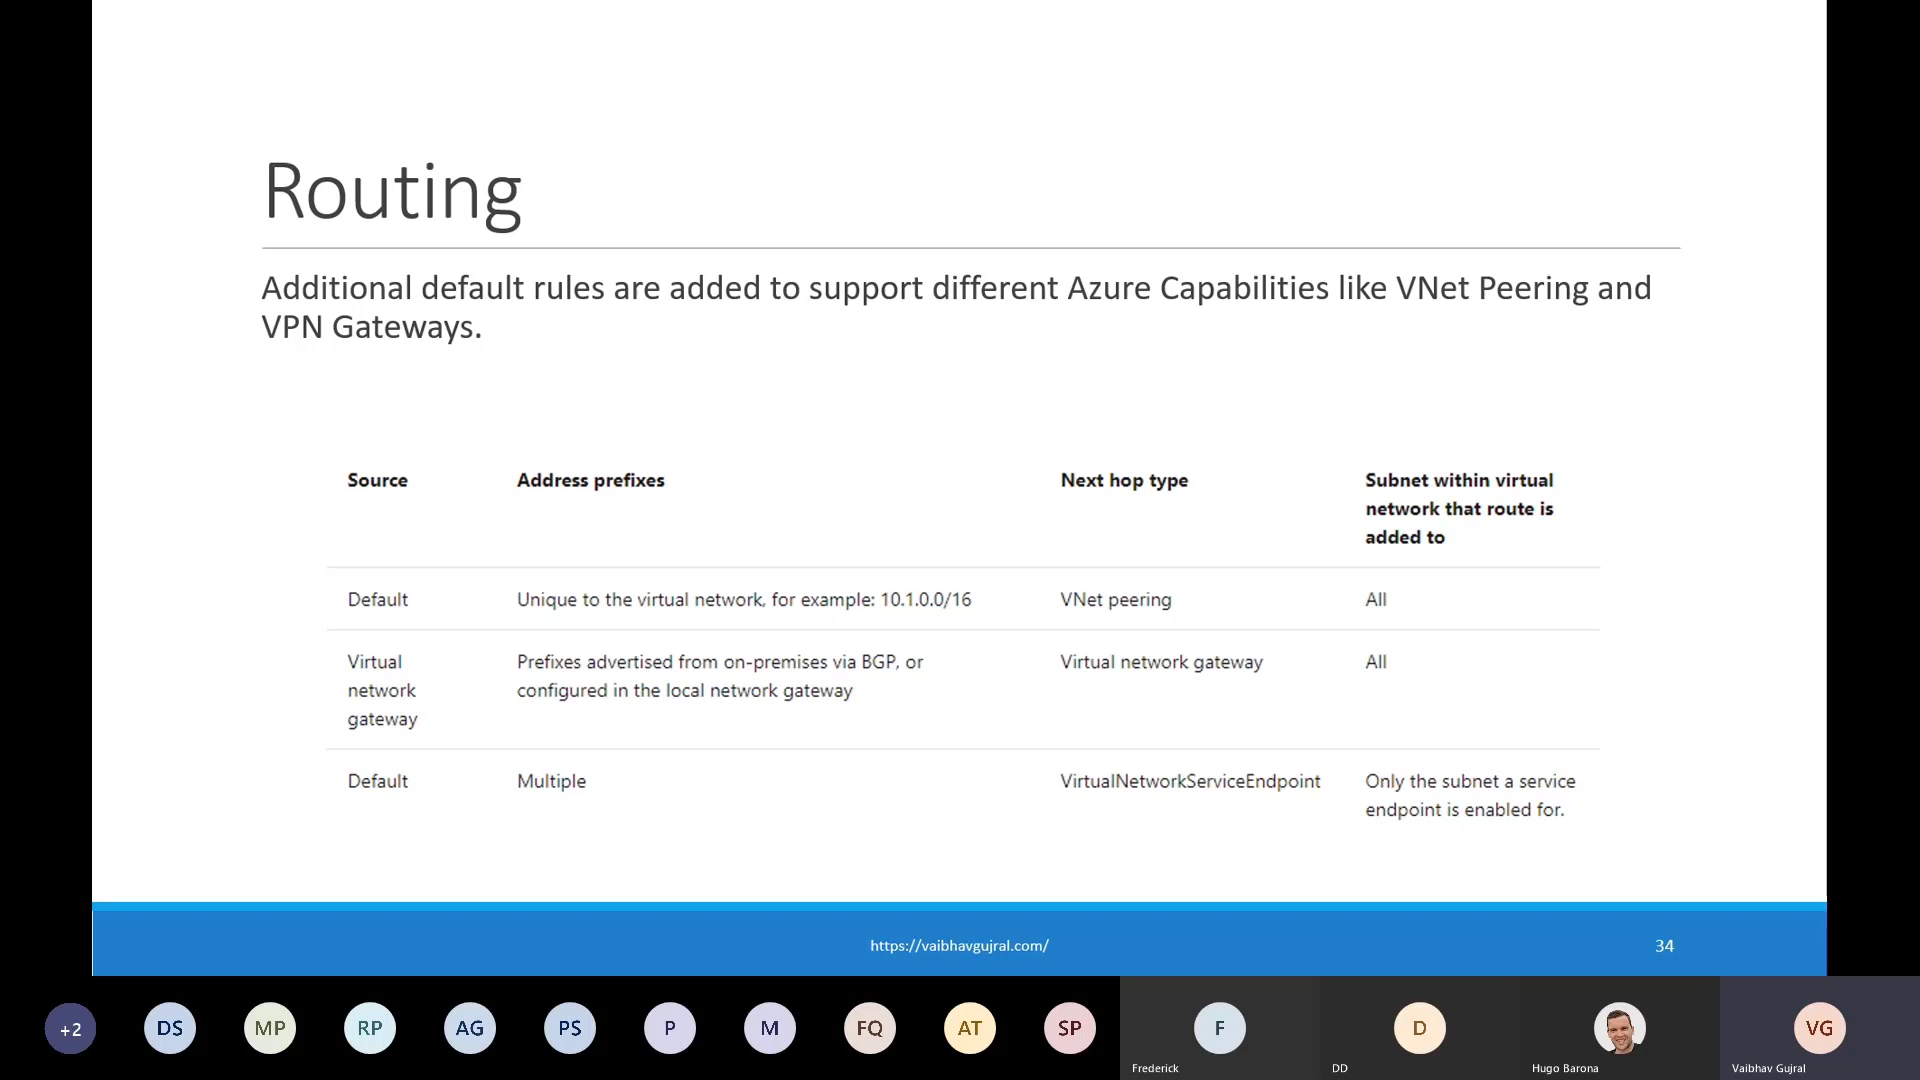 Routing
Additional default rules are added to support different Azure Capabilities like VNet Peering and
VPN Gateways.
Source Address prefixes Next hop type Subnet within virtual
network that route is
added to
Default Unique to the virtual network, for example: 10.1.0.0/16 VNet peering All
Virtual Prefixes advertised from on-premises via BGP, or Virtual network gateway All
network configured in the local network gateway
gateway
Default Multiple VirtualNetworkServiceEndpoint Only the subnet a service
endpoint is enabled for.
https://vaibhavgujral.com/ 34
+2 DS MP RP AG PS P M FQ AT SP F D VG
Frederick DD Hugo Barona Vaibhav Gujral